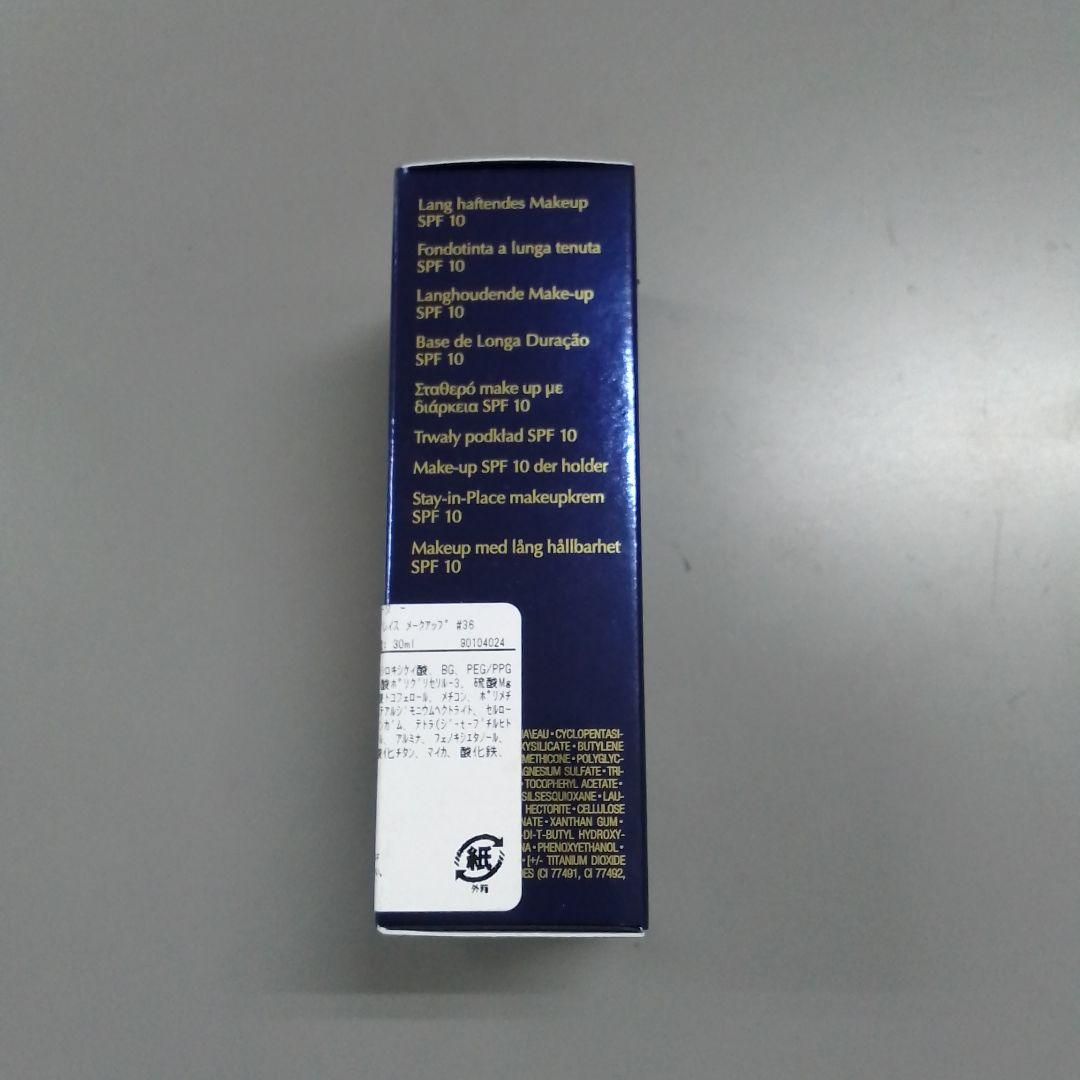 Lang haftendes Makeup
SPF 10
Fondotinta a lunga tenuta
SPF 10
Langhoudende Make-up
SPF 10
Base de Longa Duração
SPF 10
Σταθερό make up με
διάρκεια SPF 10
Trwały podkład SPF 10
Make-up SPF 10 der holder
Stay-in-Place makeupkrem
SPF 10
Makeup med lång hållbarhet
SPF 10
レイス メークアップ #36
30ml 90104024
ロキシケイ酸、BG、PEG/PPG
酸ポリグリセリル-3、硫酸Mg
トコフェロール、メチコン、ポリメチ
テアルジモニウムヘクトライト、セルロー
ガム、テトラ(ジ-t-ブチルヒト
アルミナ、フェノキシエタノール、
酸化チタン、マイカ、酸化鉄、
紙
外箱
A\EAU • CYCLOPENTASI-
XYSILICATE • BUTYLENE
METHICONE • POLYGLYC-
GNESIUM SULFATE • TRI-
• TOCOPHERYL ACETATE •
SILSESQUIOXANE • LAU-
HECTORITE • CELLULOSE
NATE • XANTHAN GUM •
-DI-T-BUTYL HYDROXY-
NA • PHENOXYETHANOL •
• [+/- TITANIUM DIOXIDE
ES (CI 77491, CI 77492,